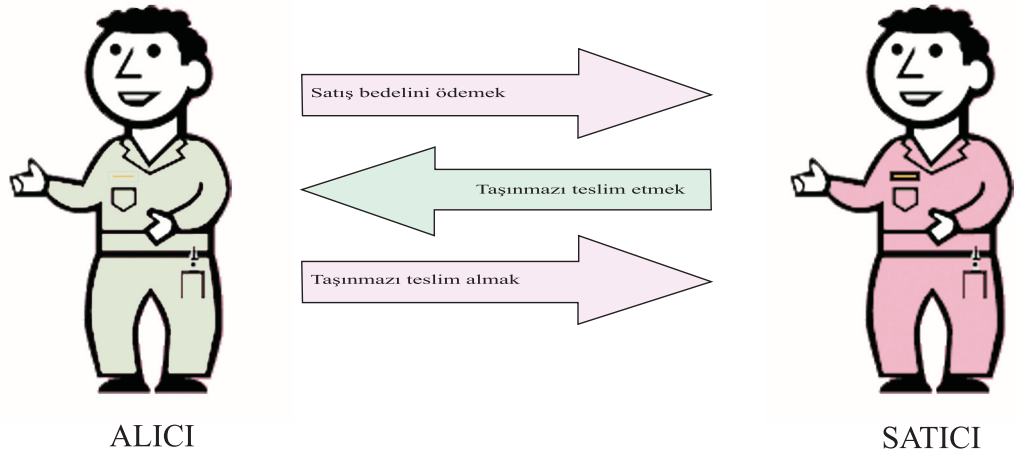 Satış bedelini ödemek
Taşınmazı teslim etmek
Taşınmazı teslim almak
ALICI
SATICI